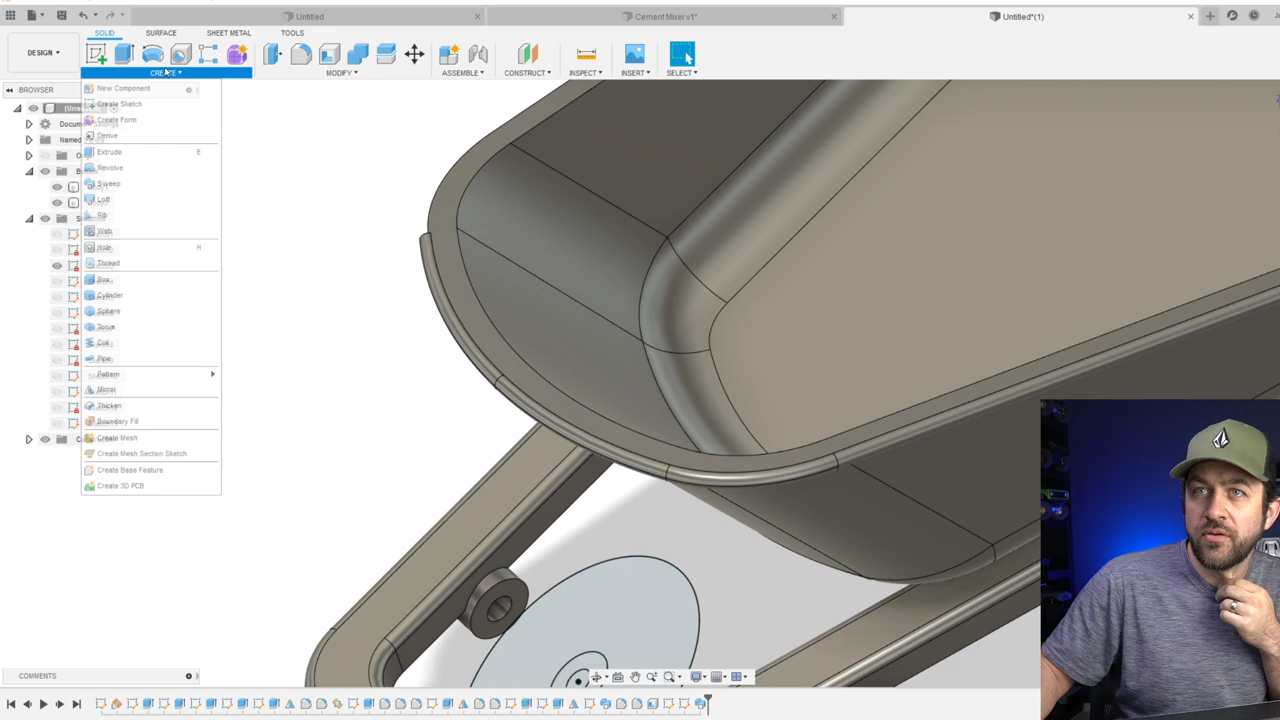 Untitled
Cement Mixer v1*
Untitled*(1)
SOLID
SURFACE
SHEET METAL
TOOLS
DESIGN
CREATE
MODIFY
ASSEMBLE
CONSTRUCT
INSPECT
INSERT
SELECT
BROWSER
New Component
Create Sketch
Create Form
Derive
Extrude E
Revolve
Sweep
Loft
Rib
Web
Hole H
Thread
Box
Cylinder
Sphere
Torus
Coil
Pipe
Pattern
Mirror
Thicken
Boundary Fill
Create Mesh
Create Mesh Section Sketch
Create Base Feature
Create 3D PCB
COMMENTS